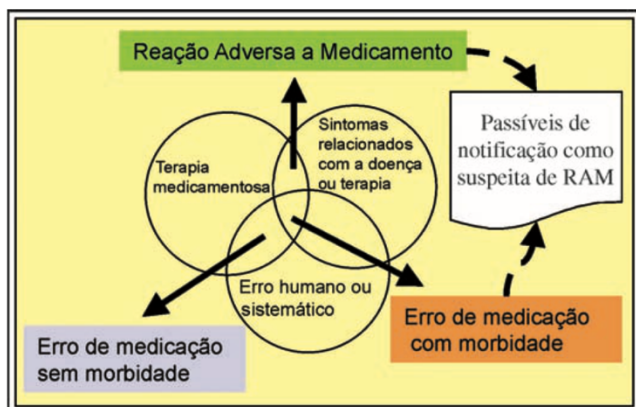 Reação Adversa a Medicamento
Sintomas
relacionados
com a doença
ou terapia
Terapia
medicamentosa
Passíveis de
notificação como
suspeita de RAM
Erro humano ou
sistemático
Erro de medicação
com morbidade
Erro de medicação
sem morbidade